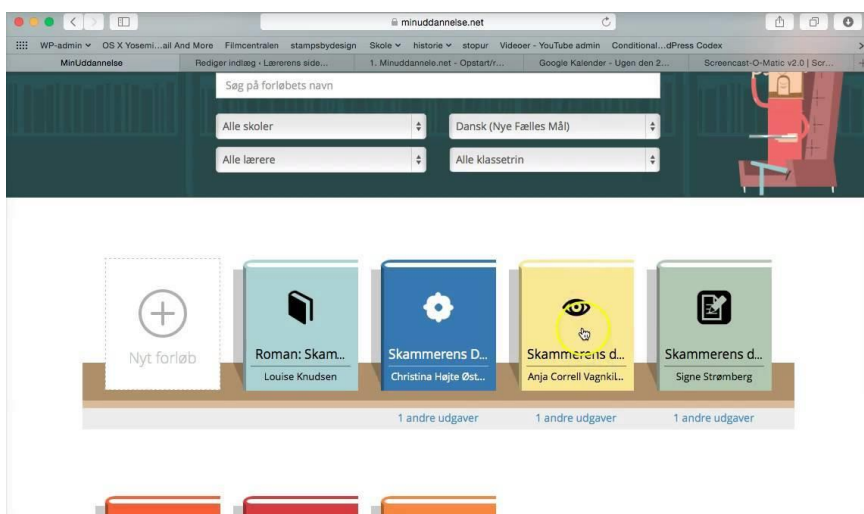 minuddannelse.net
WP-admin OS X Yosemi...ail And More Filmcentralen stampsbydesign Skole historie stopur Videoer - YouTube admin Conditional...dPress Codex
MinUddannelse Rediger indlæg ‹ Lærerens side... 1. Minuddannele.net - Opstart/r... Google Kalender - Ugen den 2... Screencast-O-Matic v2.0 | Scr...
Søg på forløbets navn
Alle skoler Dansk (Nye Fælles Mål)
Alle lærere Alle klassetrin
Nyt forløb
Roman: Skam...
Louise Knudsen
Skammerens D...
Christina Højte Øst...
1 andre udgaver
Skammerens d...
Anja Correll Vagnkil...
1 andre udgaver
Skammerens d...
Signe Strømberg
1 andre udgaver